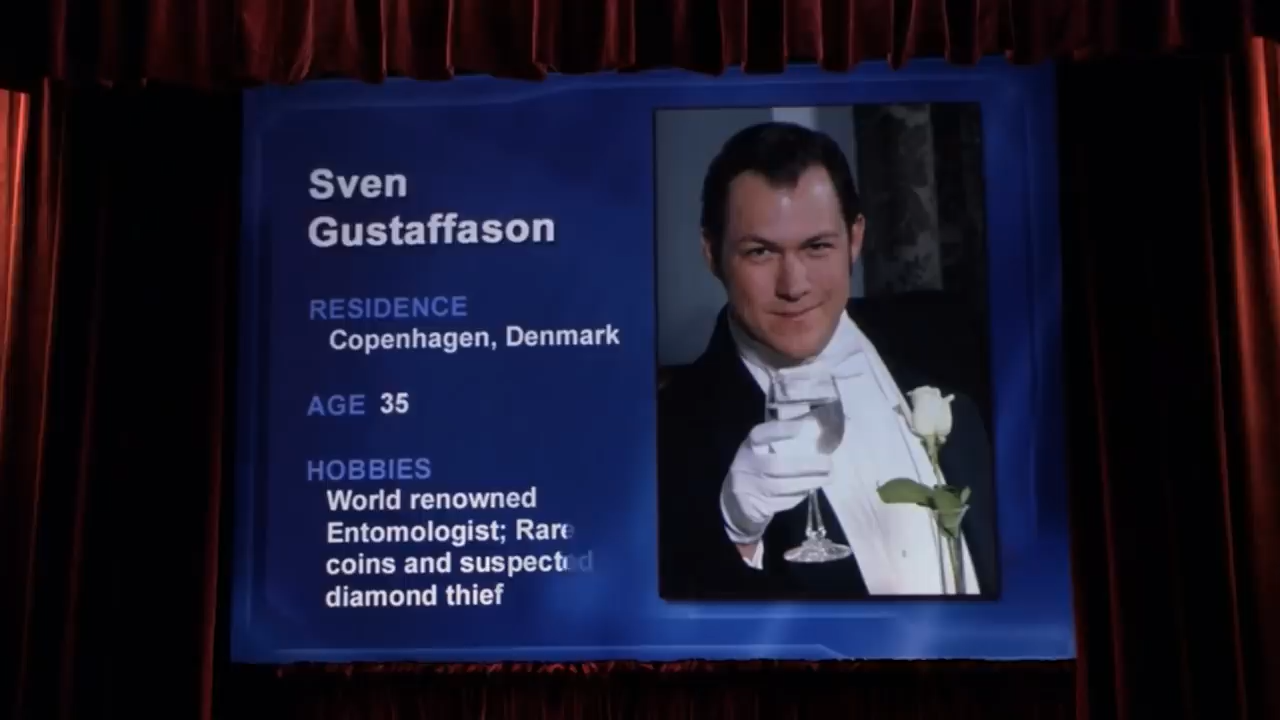 Sven
Gustaffason
RESIDENCE
Copenhagen, Denmark
AGE 35
HOBBIES
World renowned
Entomologist; Rare
coins and suspected
diamond thief